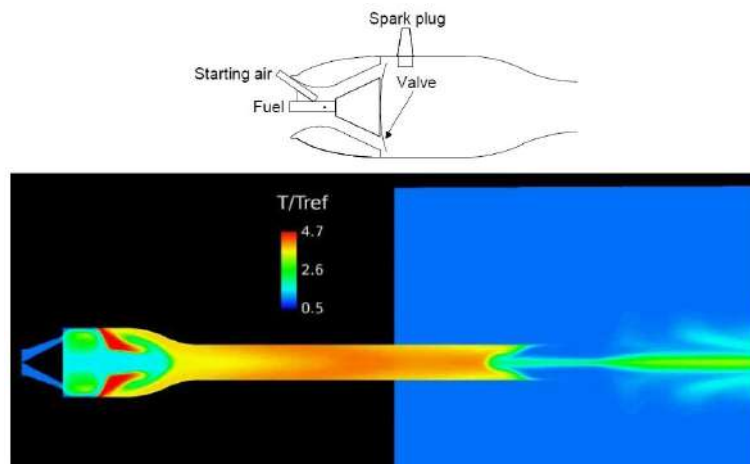 Spark plug
Starting air
Valve
Fuel
T/Tref
4.7
2.6
0.5